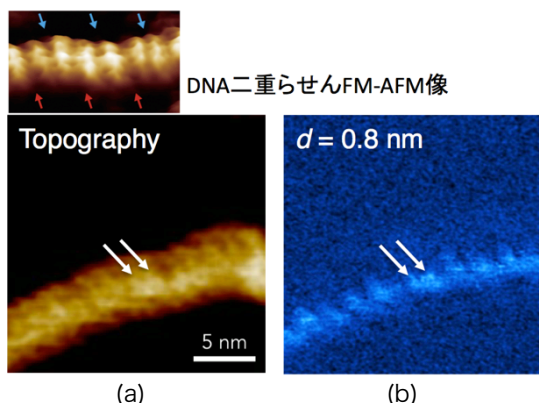 DNA二重らせんFM-AFM像
Topography
d = 0.8 nm
5 nm
(a)
(b)